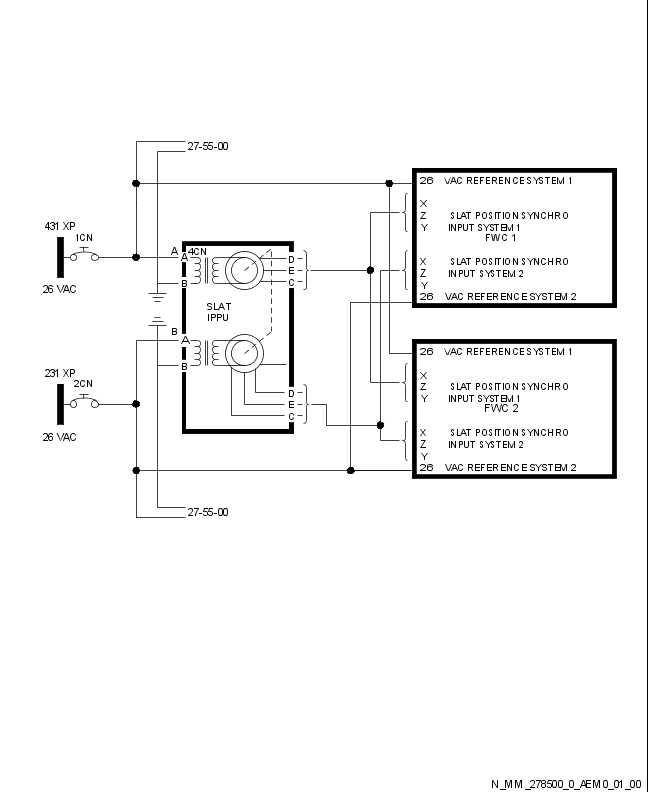 27-55-00
26 VAC REFERENCE SYSTEM 1
X
Z SLAT POSITION SYNCHRO
Y INPUT SYSTEM 1
FWC 1
X SLAT POSITION SYNCHRO
Z INPUT SYSTEM 2
Y
26 VAC REFERENCE SYSTEM 2
431 XP
1CN
26 VAC
A
4CN
A
B
SLAT
IPPU
D
E
C
B
A
B
D
E
C
231 XP
2CN
26 VAC
26 VAC REFERENCE SYSTEM 1
X
Z SLAT POSITION SYNCHRO
Y INPUT SYSTEM 1
FWC 2
X SLAT POSITION SYNCHRO
Z INPUT SYSTEM 2
Y
26 VAC REFERENCE SYSTEM 2
27-55-00
N_MM_278500_0_AEM0_01_00